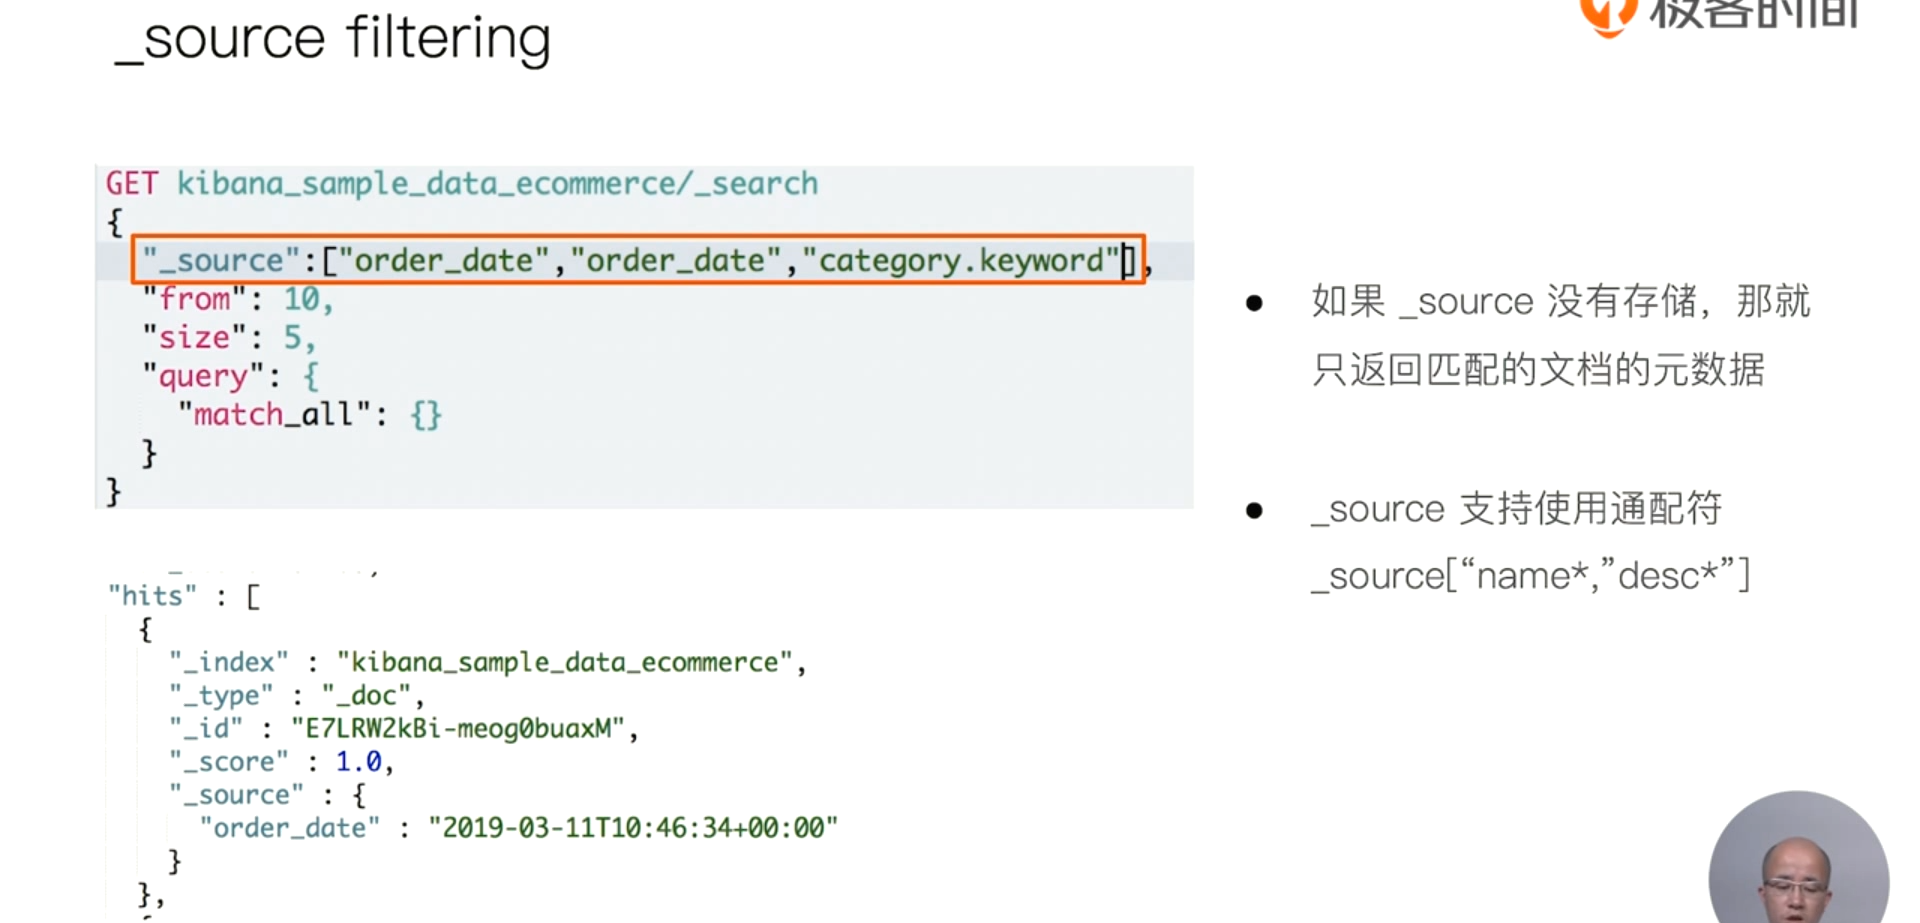 _source filtering
极客时间
GET kibana_sample_data_ecommerce/_search
{
"_source":["order_date","order_date","category.keyword"],
"from": 10,
"size": 5,
"query": {
"match_all": {}
}
}
如果 _source 没有存储，那就
只返回匹配的文档的元数据
_source 支持使用通配符
_source[“name*,”desc*”]
"hits" : [
{
"_index" : "kibana_sample_data_ecommerce",
"_type" : "_doc",
"_id" : "E7LRW2kBi-meog0buaxM",
"_score" : 1.0,
"_source" : {
"order_date" : "2019-03-11T10:46:34+00:00"
}
},